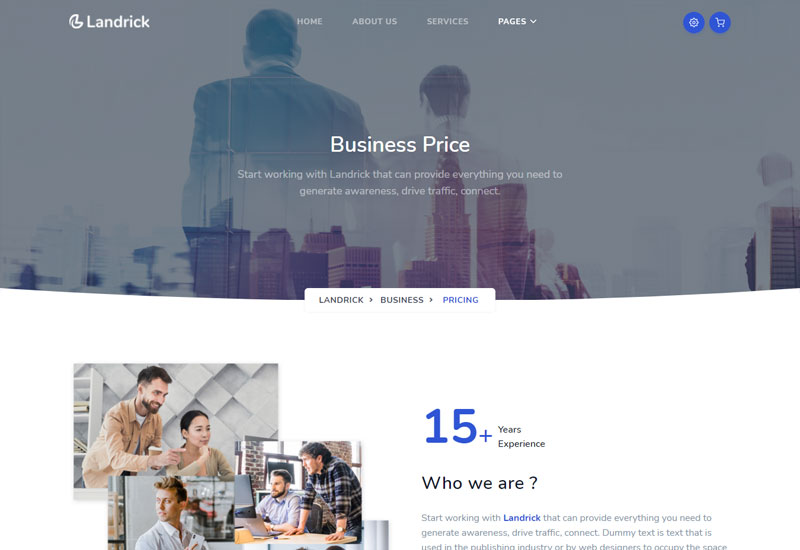 Landrick
HOME ABOUT US SERVICES PAGES
Business Price
Start working with Landrick that can provide everything you need to
generate awareness, drive traffic, connect.
LANDRICK BUSINESS PRICING
15+ Years
Experience
Who we are ?
Start working with Landrick that can provide everything you need to
generate awareness, drive traffic, connect. Dummy text is text that is
used in the publishing industry or by web designers to occupy the space